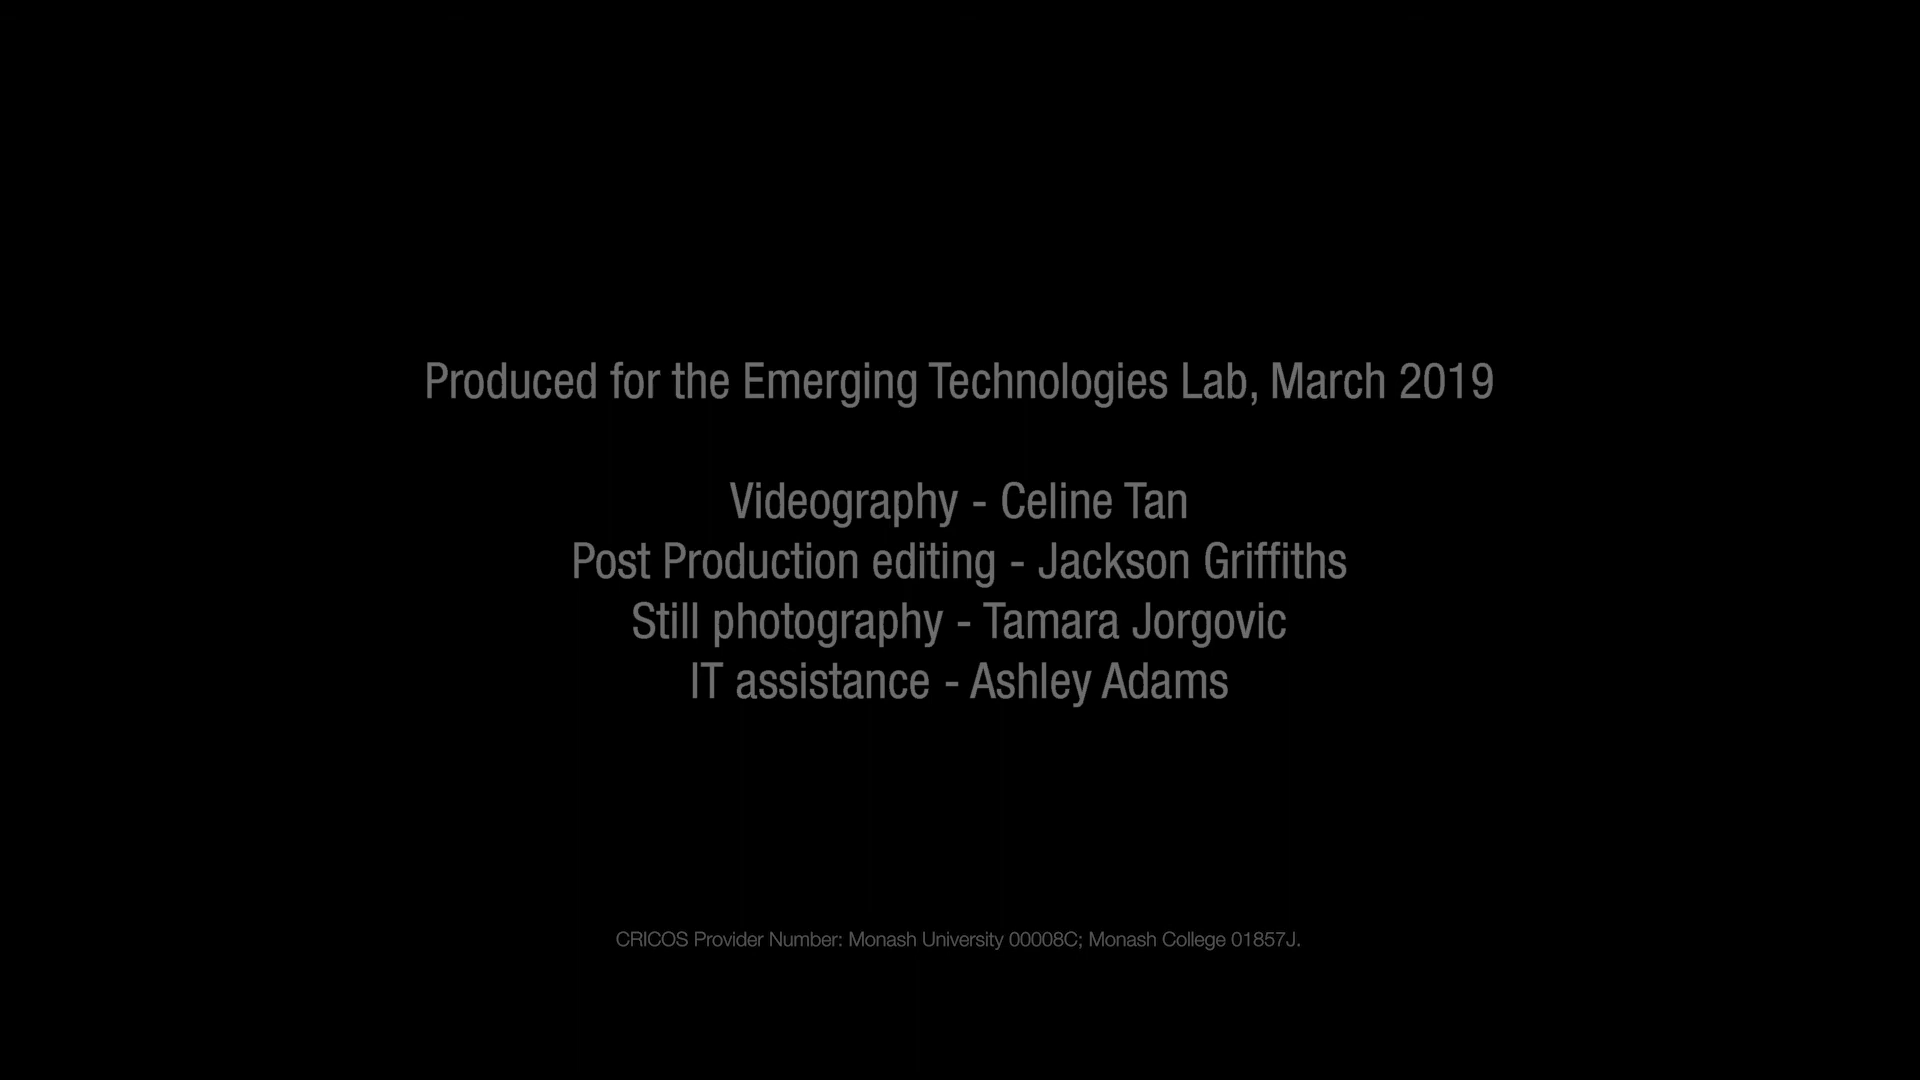 Produced for the Emerging Technologies Lab, March 2019
Videography - Celine Tan
Post Production editing - Jackson Griffiths
Still photography - Tamara Jorgovic
IT assistance - Ashley Adams
CRICOS Provider Number: Monash University 00008C; Monash College 01857J.